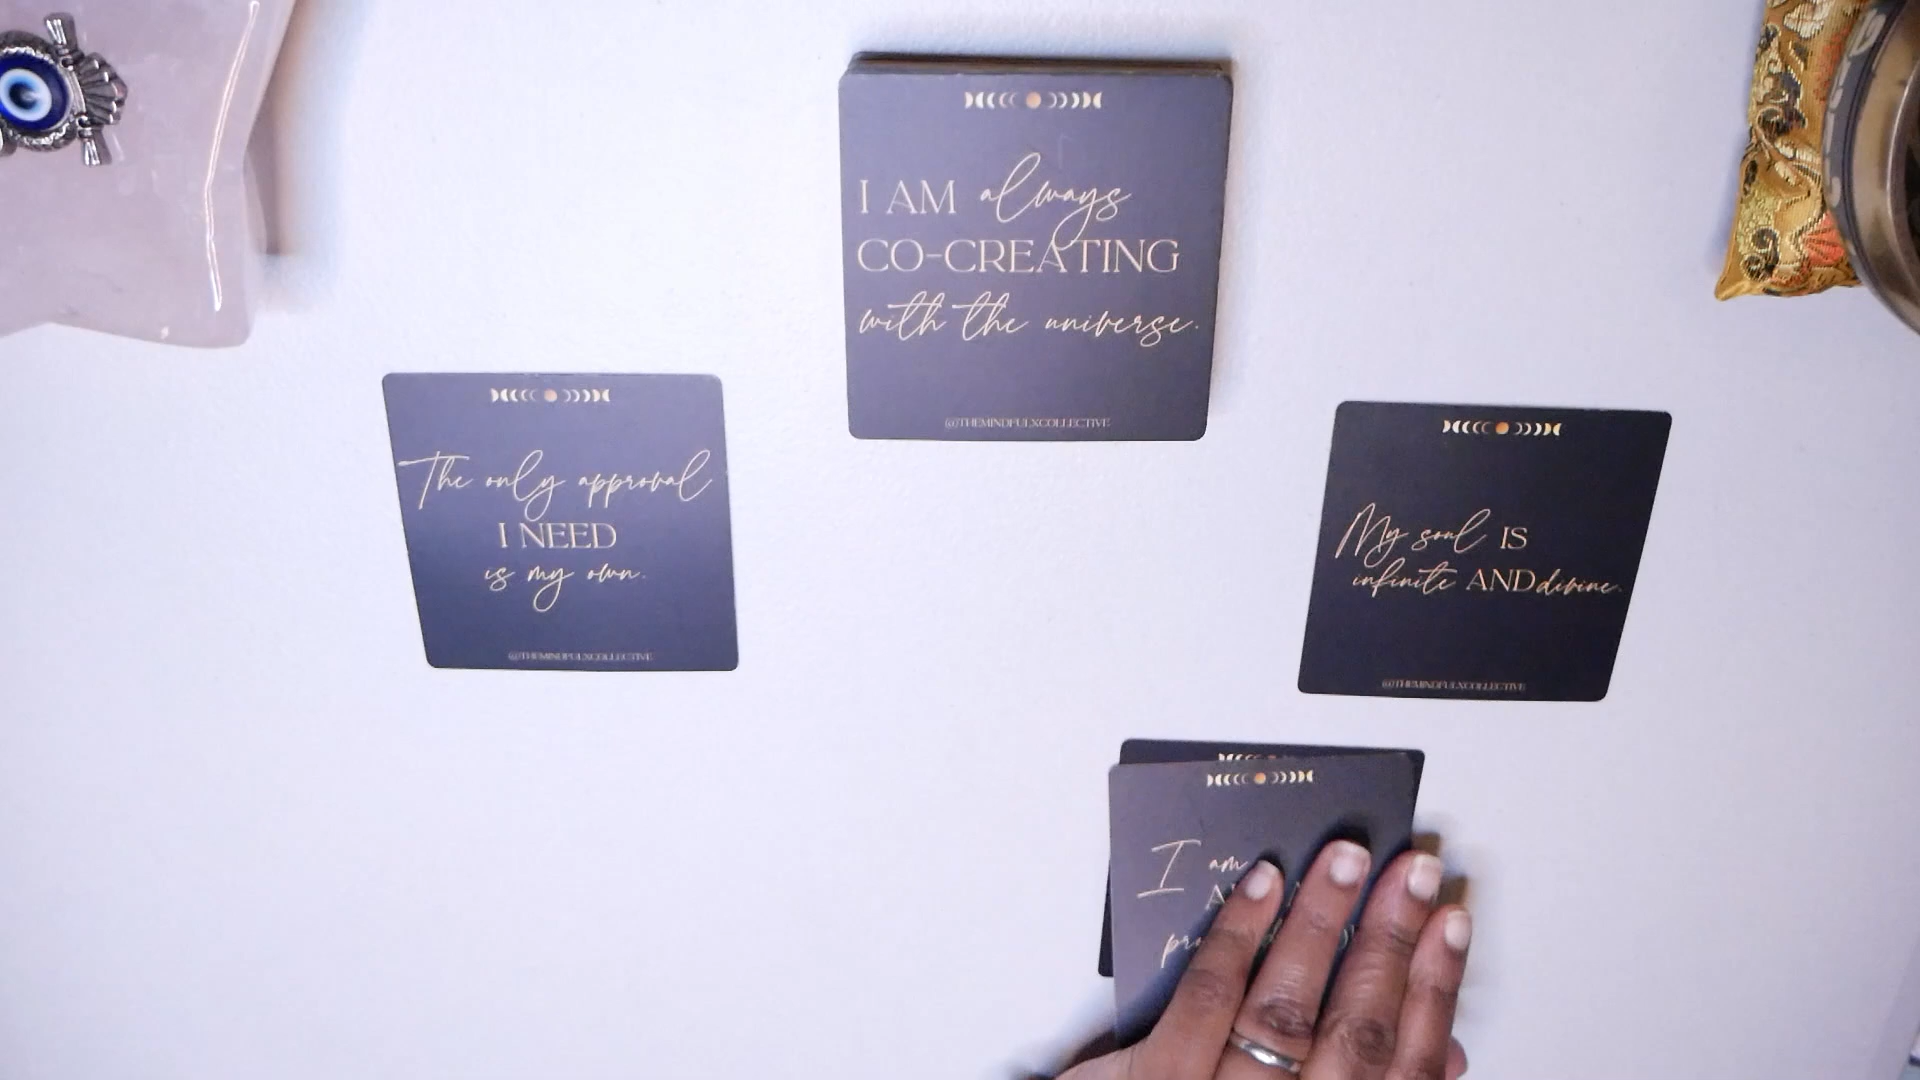 I AM always
CO-CREATING
with the universe.
@THEMINDFULXCOLLECTIVE
The only approval
I NEED
is my own.
@THEMINDFULXCOLLECTIVE
My soul IS
infinite AND divine.
@THEMINDFULXCOLLECTIVE
I am